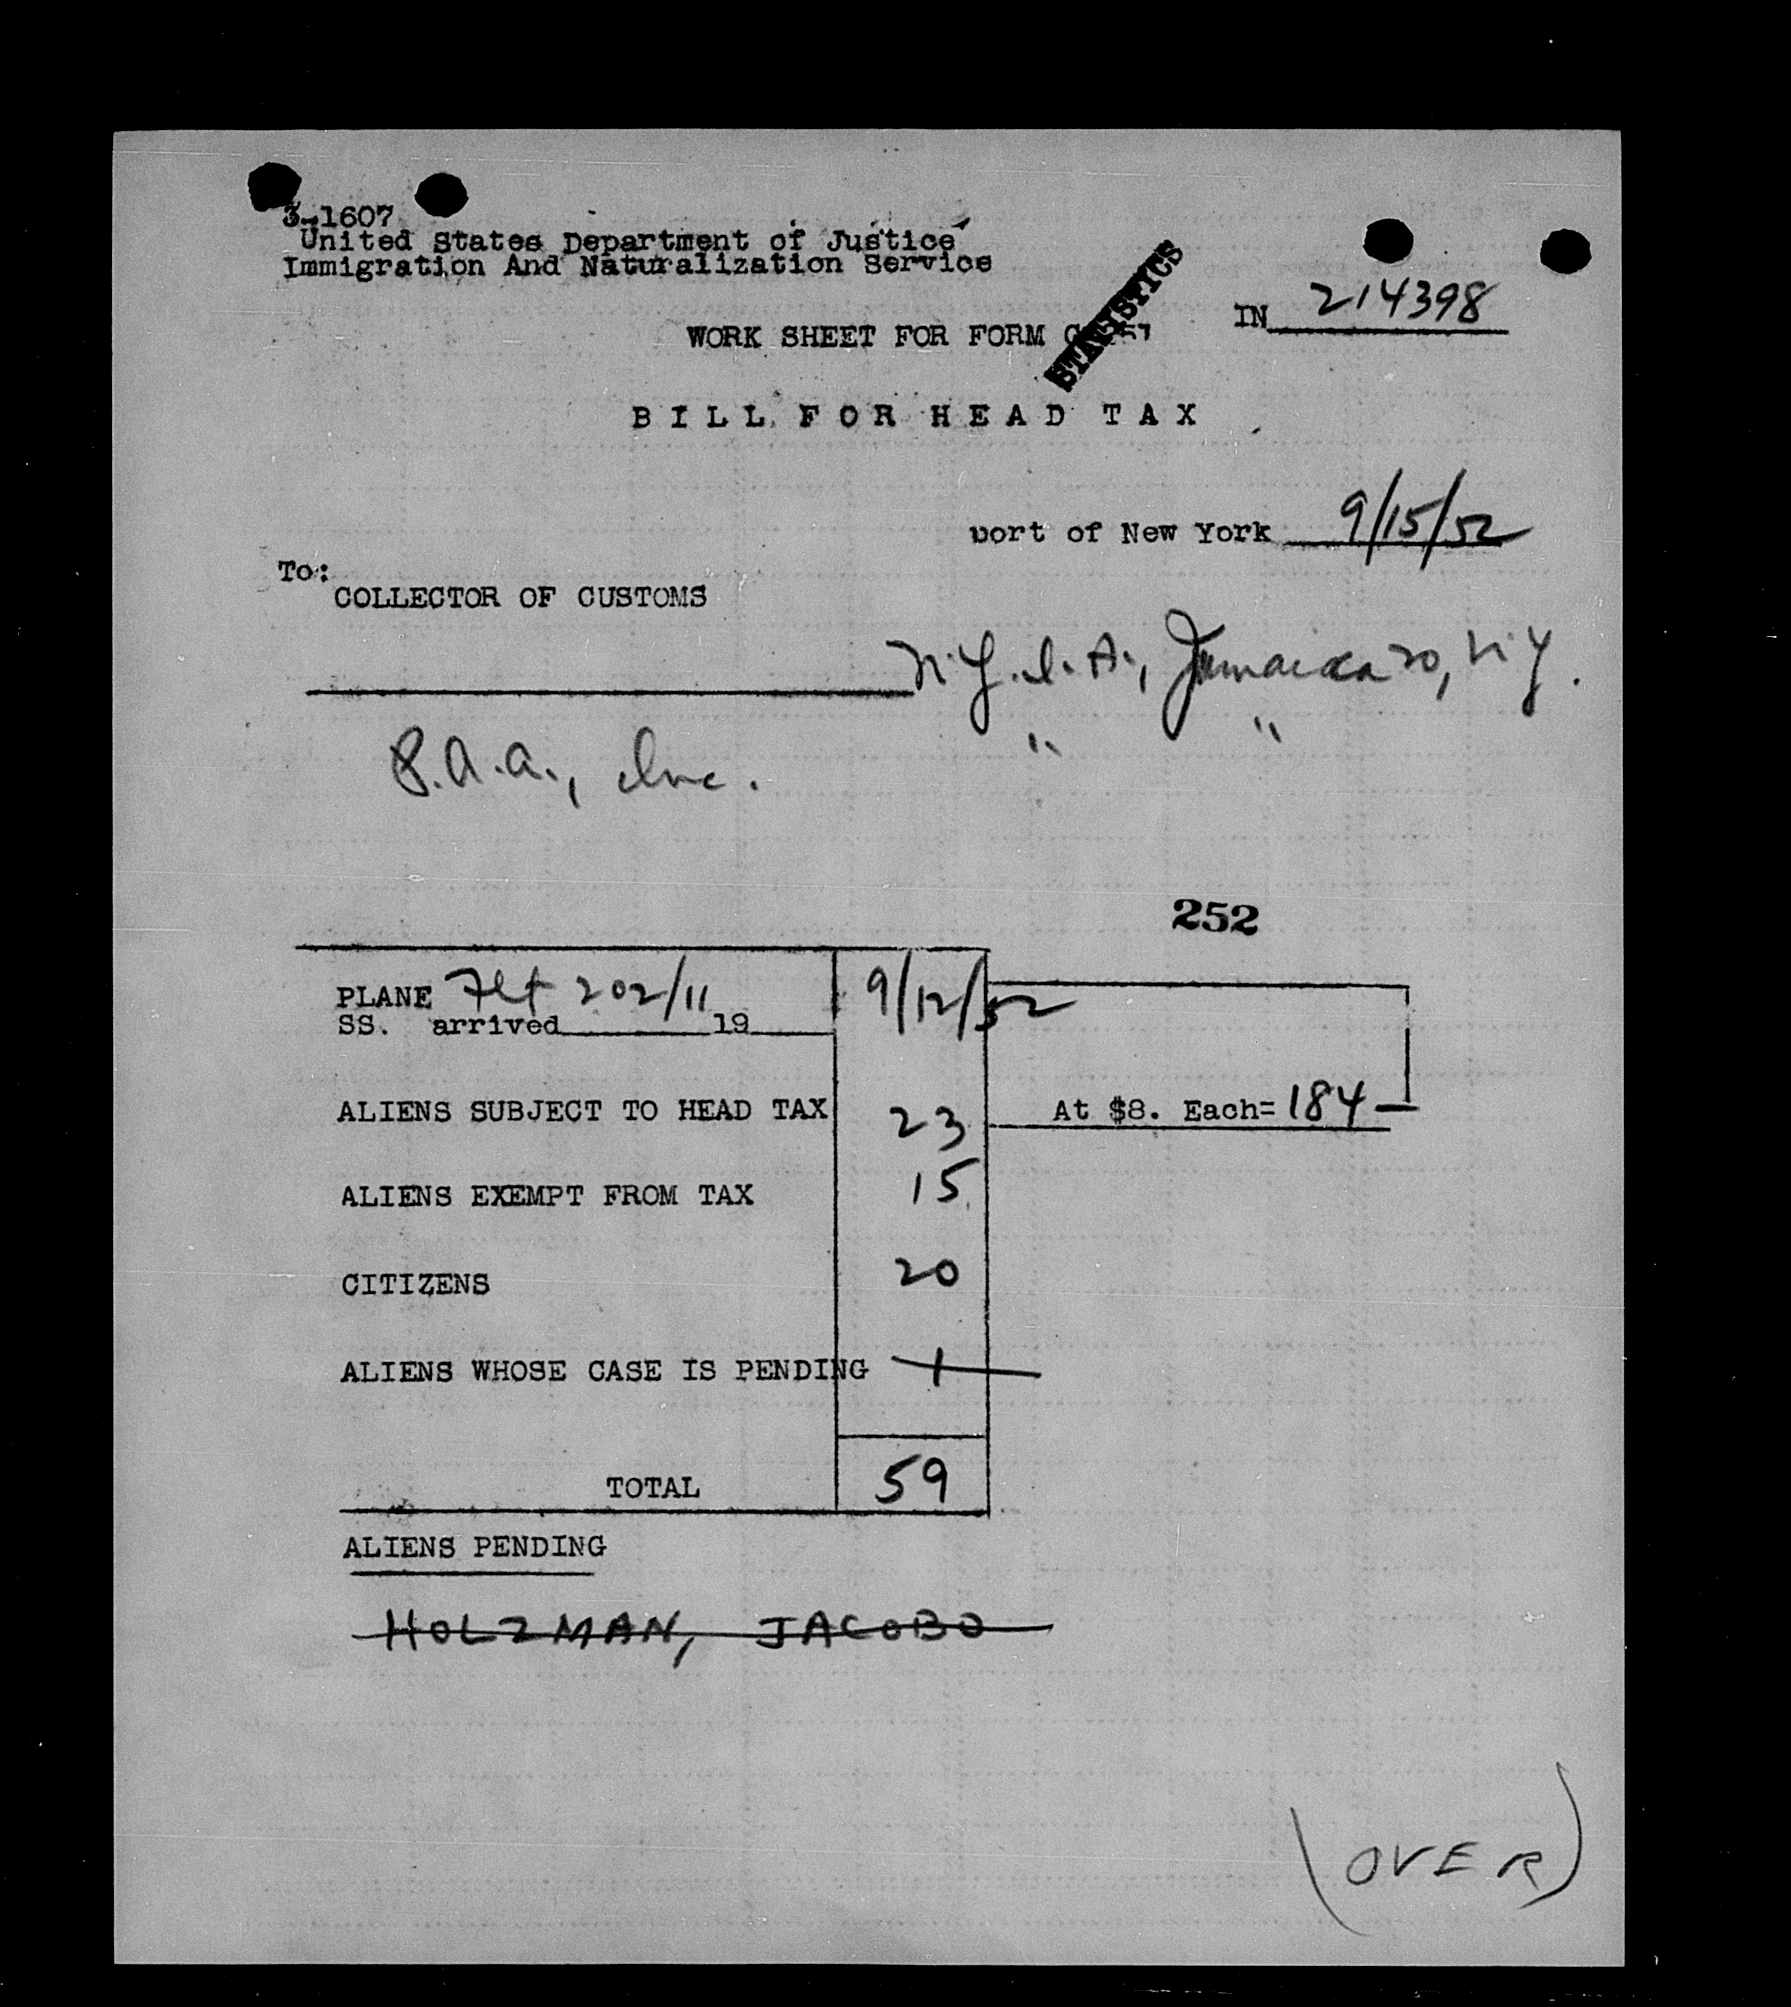 3-1607
United States Department of Justice
Immigration And Naturalization Service
STATISTICS
IN 214398
WORK SHEET FOR FORM
BILL FOR HEAD TAX
port of New York 9/15/52
To:
COLLECTOR OF CUSTOMS
N.Y.I.A., Jamaica 30, N.Y.
P.A.A., Inc. " "
252
PLANE Flt 202/11 9/12/52
SS. arrived 19
ALIENS SUBJECT TO HEAD TAX 23 At $8. Each= 184 —
ALIENS EXEMPT FROM TAX 15
CITIZENS 20
ALIENS WHOSE CASE IS PENDING 1
TOTAL 59
ALIENS PENDING
HOLZMAN, JACOBO
(OVER)